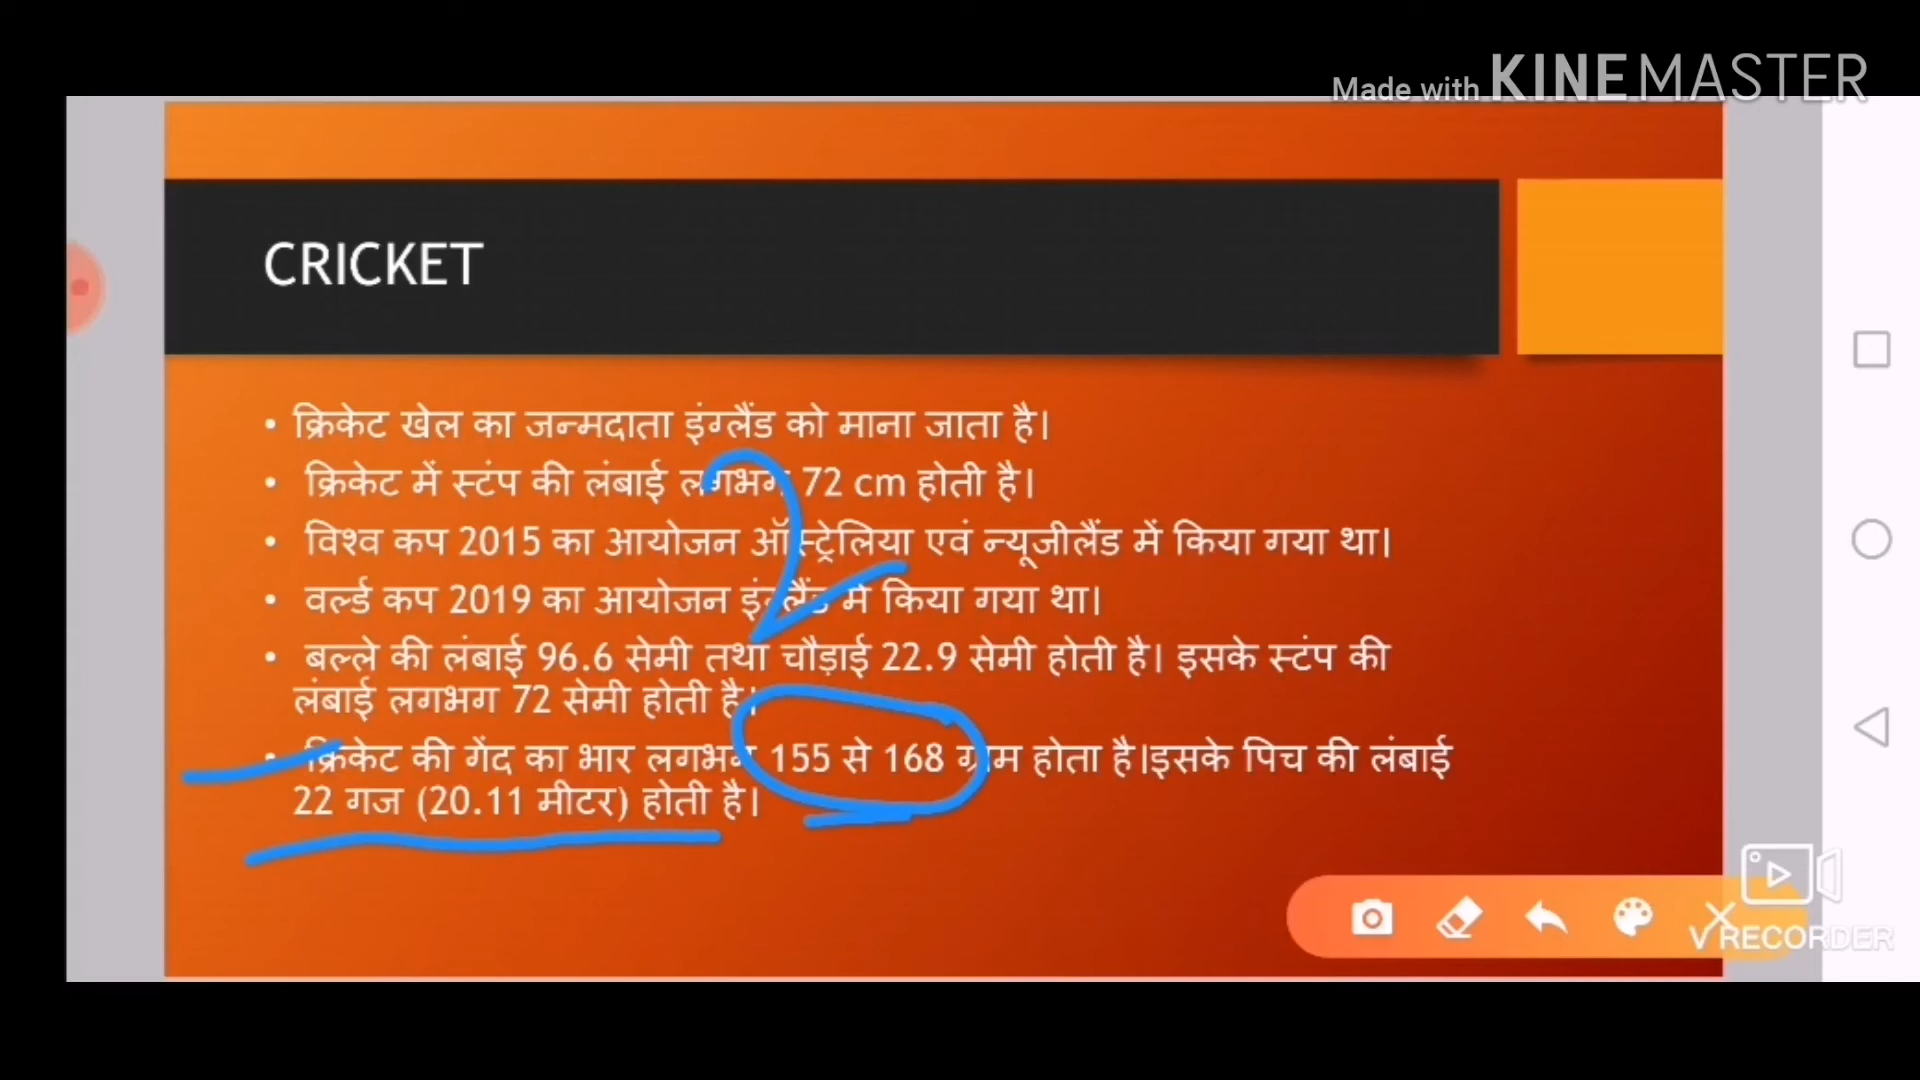 Made with KINEMASTER
CRICKET
• क्रिकेट खेल का जन्मदाता इंग्लैंड को माना जाता है।
• क्रिकेट में स्टंप की लंबाई लगभग 72 cm होती है।
• विश्व कप 2015 का आयोजन ऑस्ट्रेलिया एवं न्यूजीलैंड में किया गया था।
• वर्ल्ड कप 2019 का आयोजन इंग्लैंड में किया गया था।
• बल्ले की लंबाई 96.6 सेमी तथा चौड़ाई 22.9 सेमी होती है। इसके स्टंप की
लंबाई लगभग 72 सेमी होती है।
• क्रिकेट की गेंद का भार लगभग 155 से 168 ग्राम होता है।इसके पिच की लंबाई
22 गज (20.11 मीटर) होती है।
V RECORDER